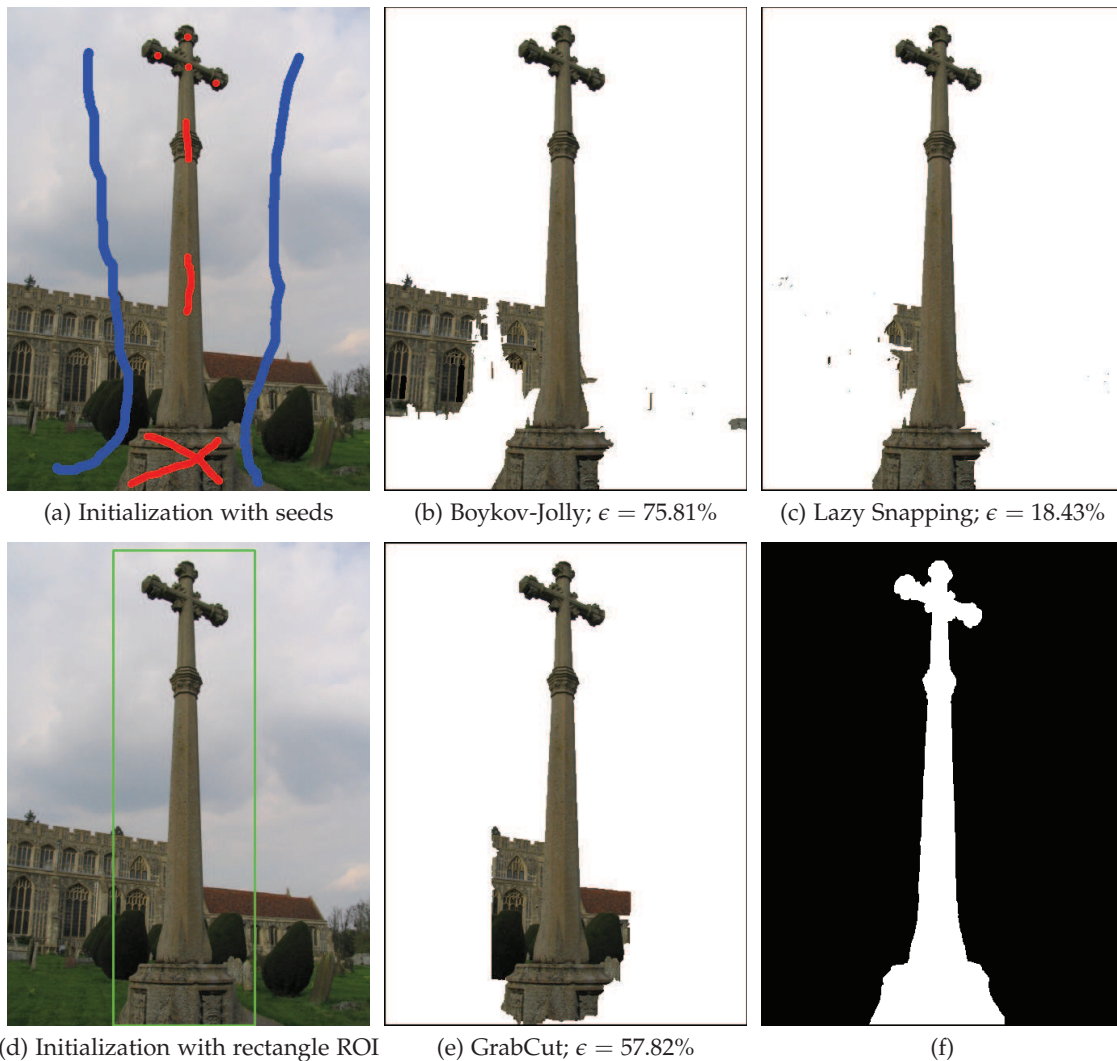 (a) Initialization with seeds
(b) Boykov-Jolly; ϵ = 75.81%
(c) Lazy Snapping; ϵ = 18.43%
(d) Initialization with rectangle ROI
(e) GrabCut; ϵ = 57.82%
(f)